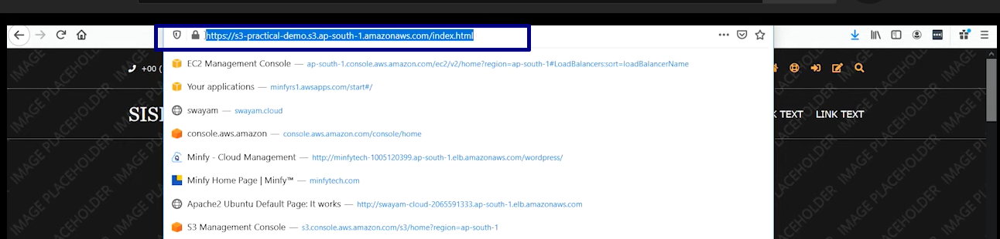 https://s3-practical-demo.s3.ap-south-1.amazonaws.com/index.html
EC2 Management Console — ap-south-1.console.aws.amazon.com/ec2/v2/home?region=ap-south-1#LoadBalancers:sort=loadBalancerName
+00 (
Your applications — minfyrs1.awsapps.com/start#/
swayam — swayam.cloud
SISI
K TEXT LINK TEXT
console.aws.amazon — console.aws.amazon.com/console/home
Minfy - Cloud Management — http://minfytech-1005120399.ap-south-1.elb.amazonaws.com/wordpress/
Minfy Home Page | Minfy™ — minfytech.com
Apache2 Ubuntu Default Page: It works — http://swayam-cloud-2065591333.ap-south-1.elb.amazonaws.com
S3 Management Console — s3.console.aws.amazon.com/s3/home?region=ap-south-1
IMAGE PLACEHOLDER IMAGE PLACEHOLDER